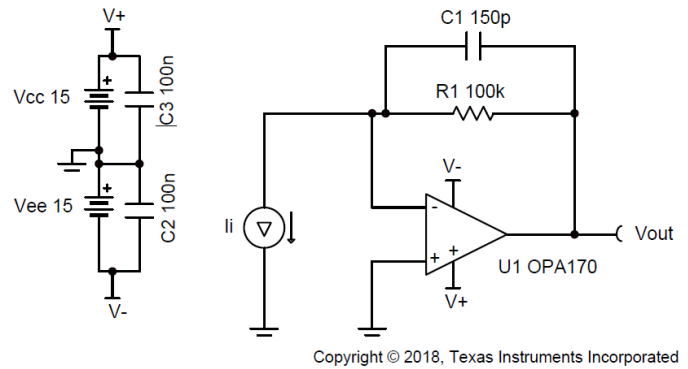 V+
Vcc 15
+
C3 100n
Vee 15
+
C2 100n
V-
C1 150p
R1 100k
Ii
V-
-
+
+
V+
U1 OPA170
Vout
Copyright © 2018, Texas Instruments Incorporated